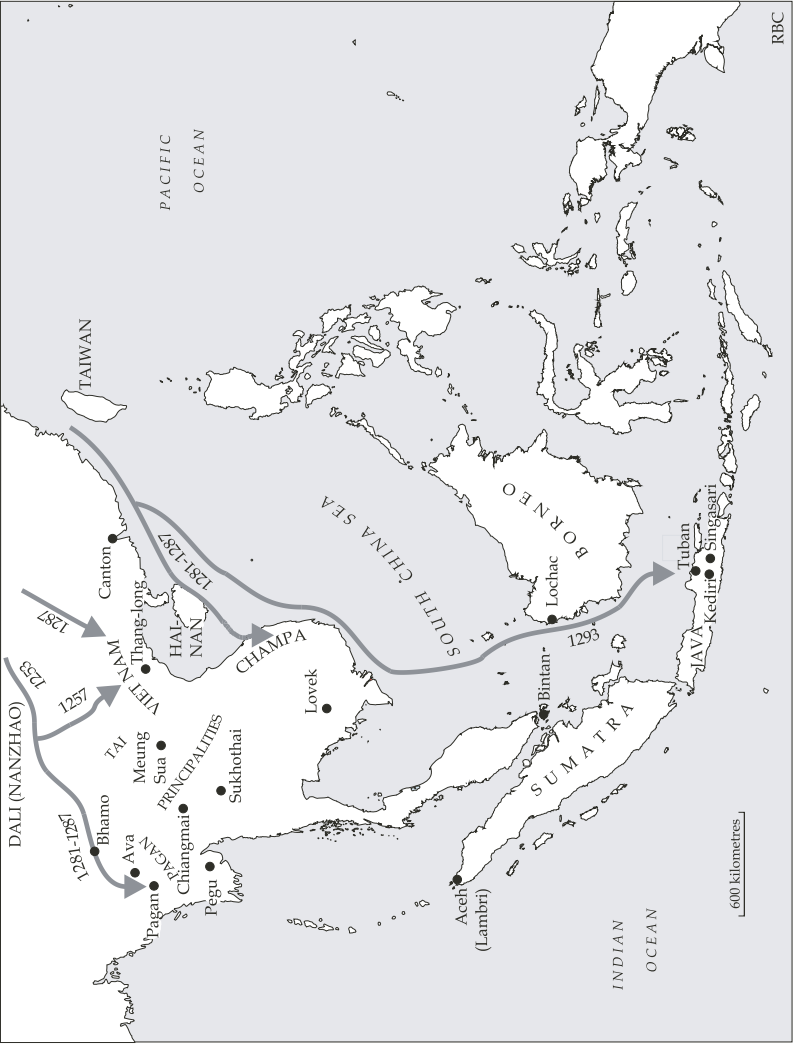 DALI (NANZHAO)
1253
1257
1287
1281-1287
Bhamo
Ava
Pagan
PAGAN
Pegu
Chiangmai
TAI
PRINCIPALITIES
Meung
Sua
Sukhothai
VIET NAM
Thang-long
Canton
HAI-
NAN
TAIWAN
1281-1287
CHAMPA
Lovek
SOUTH CHINA SEA
PACIFIC
OCEAN
BORNEO
Lochac
1293
Bintan
SUMATRA
Aceh
(Lambri)
JAVA
Tuban
Kediri
Singasari
INDIAN
OCEAN
600 kilometres
RBC